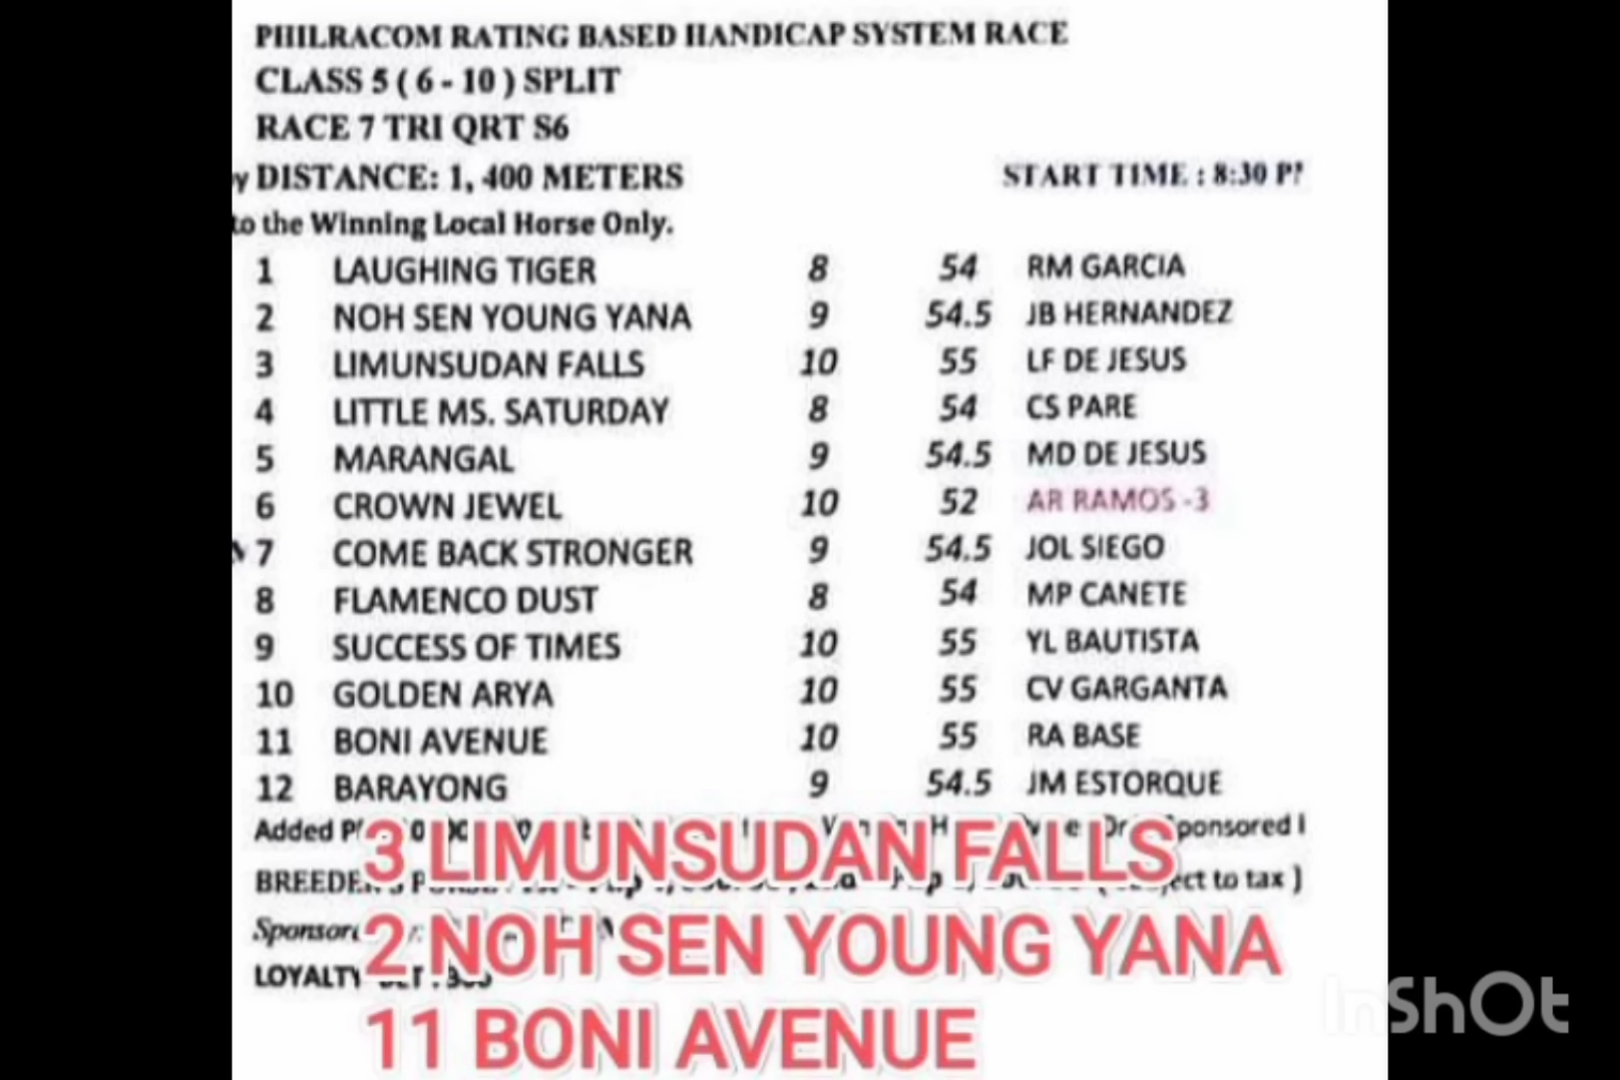 PHILRACOM RATING BASED HANDICAP SYSTEM RACE
CLASS 5 ( 6 - 10 ) SPLIT
RACE 7 TRI QRT S6
y DISTANCE: 1, 400 METERS START TIME : 8:30 P
to the Winning Local Horse Only.
1 LAUGHING TIGER 8 54 RM GARCIA
2 NOH SEN YOUNG YANA 9 54.5 JB HERNANDEZ
3 LIMUNSUDAN FALLS 10 55 LF DE JESUS
4 LITTLE MS. SATURDAY 8 54 CS PARE
5 MARANGAL 9 54.5 MD DE JESUS
6 CROWN JEWEL 10 52 AR RAMOS -3
7 COME BACK STRONGER 9 54.5 JOL SIEGO
8 FLAMENCO DUST 8 54 MP CANETE
9 SUCCESS OF TIMES 10 55 YL BAUTISTA
10 GOLDEN ARYA 10 55 CV GARGANTA
11 BONI AVENUE 10 55 RA BASE
12 BARAYONG 9 54.5 JM ESTORQUE
Added
3 LIMUNSUDAN FALLS
to tax )
2 NOH SEN YOUNG YANA
LOYALTY
11 BONI AVENUE
InShOt